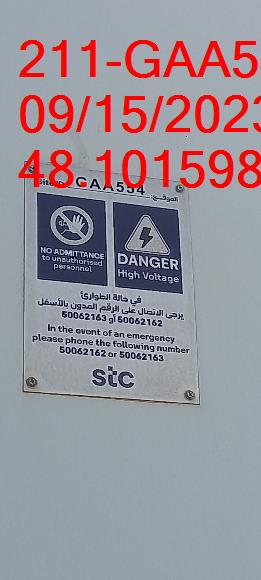 211-GAA5
09/15/2023
48.101598
GAA554
الموقع:
NO ADMITTANCE
to unauthorised
personnel
DANGER
High Voltage
في حالة الطوارئ
يرجى الاتصال على الرقم المدون بالأسفل
50062162 أو 50062163
In the event of an emergency
please phone the following number
50062162 or 50062163
stc